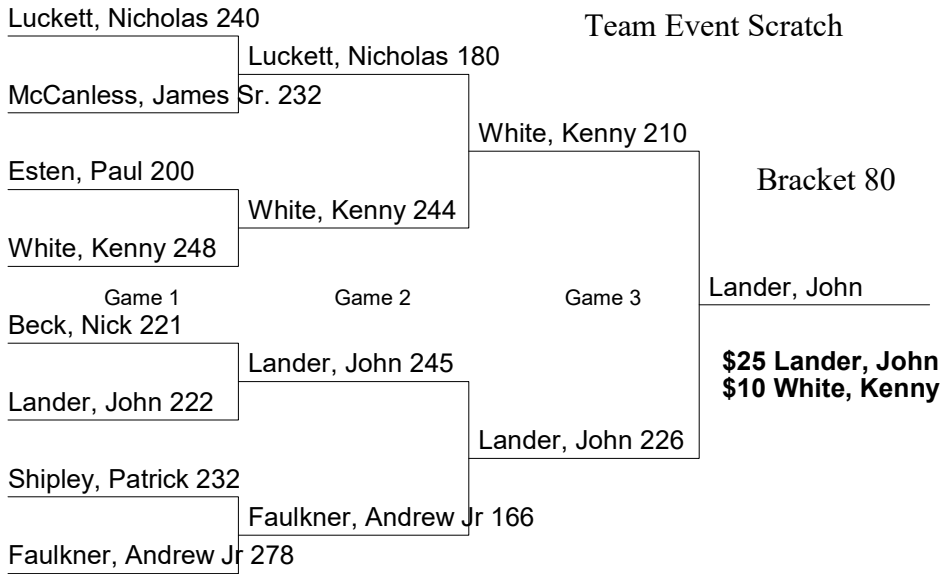 Luckett, Nicholas 240
Team Event Scratch
Luckett, Nicholas 180
McCanless, James Sr. 232
White, Kenny 210
Esten, Paul 200
Bracket 80
White, Kenny 244
White, Kenny 248
Game 1
Game 2
Game 3
Lander, John
Beck, Nick 221
Lander, John 245
$25 Lander, John
$10 White, Kenny
Lander, John 222
Lander, John 226
Shipley, Patrick 232
Faulkner, Andrew Jr 166
Faulkner, Andrew Jr 278